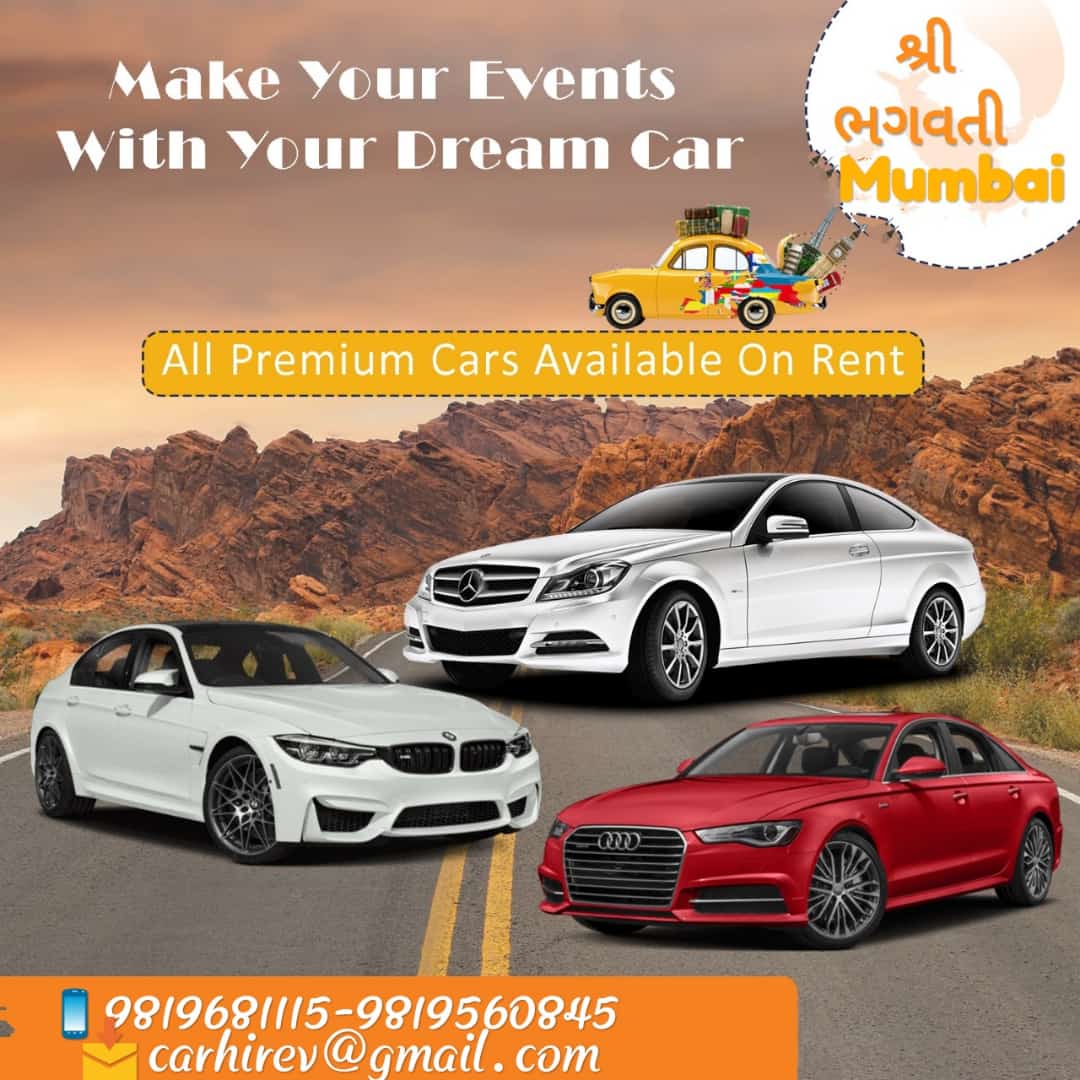 Make Your Events
With Your Dream Car
શ્રી
ભગવતી
Mumbai
All Premium Cars Available On Rent
9819681115-9819560845
carhirev@gmail.com